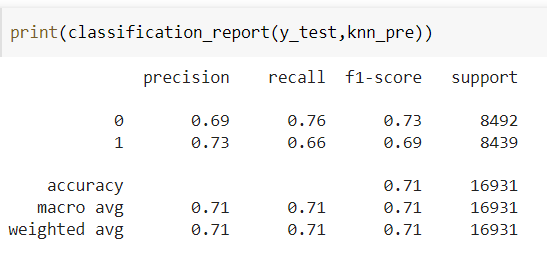 print(classification_report(y_test,knn_pre))
precision recall f1-score support
0 0.69 0.76 0.73 8492
1 0.73 0.66 0.69 8439
accuracy 0.71 16931
macro avg 0.71 0.71 0.71 16931
weighted avg 0.71 0.71 0.71 16931